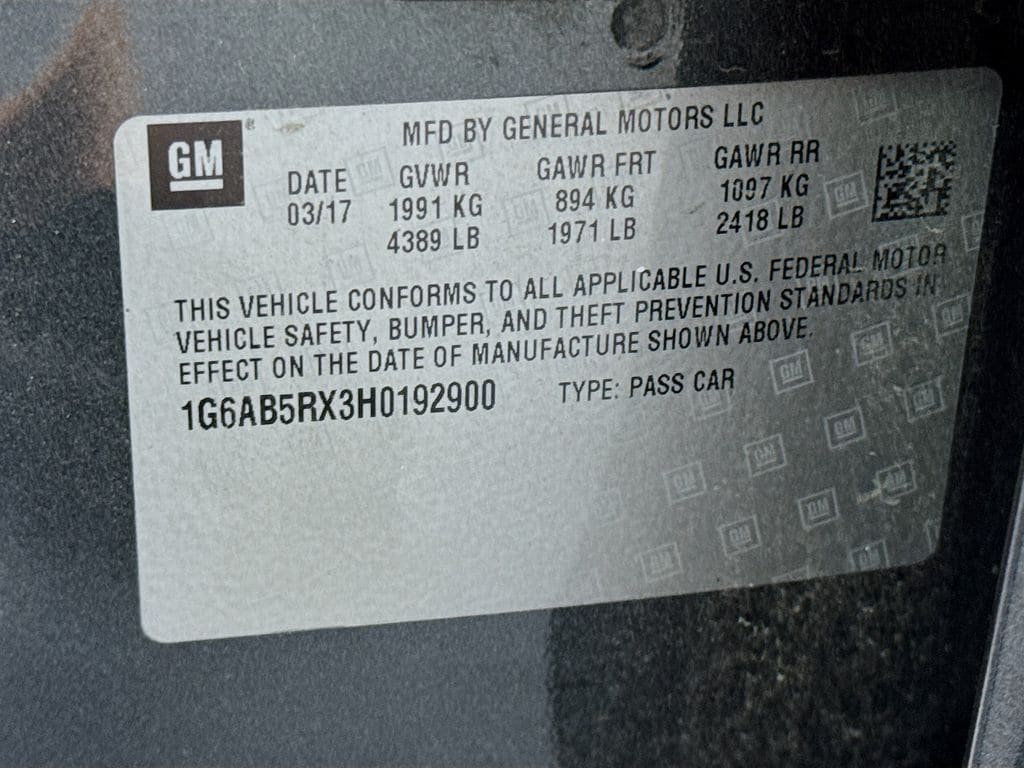 GM
MFD BY GENERAL MOTORS LLC
DATE GVWR GAWR FRT GAWR RR
03/17 1991 KG 894 KG 1097 KG
4389 LB 1971 LB 2418 LB
THIS VEHICLE CONFORMS TO ALL APPLICABLE U.S. FEDERAL MOTOR
VEHICLE SAFETY, BUMPER, AND THEFT PREVENTION STANDARDS IN
EFFECT ON THE DATE OF MANUFACTURE SHOWN ABOVE.
1G6AB5RX3H0192900 TYPE: PASS CAR